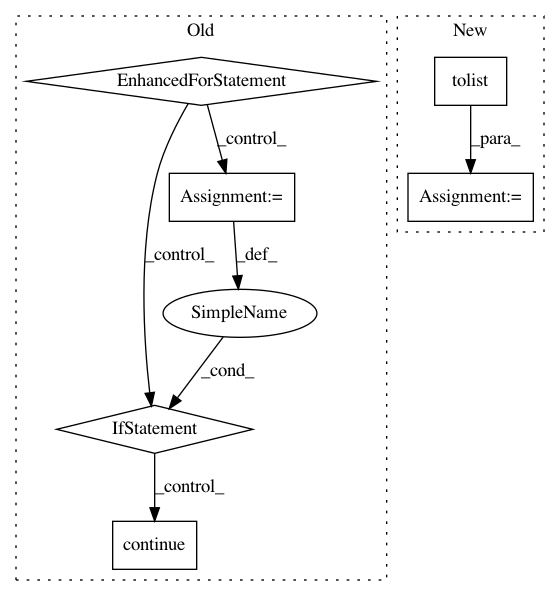 Old
New
EnhancedForStatement
tolist
_control_
_para_
Assignment:=
Assignment:=
_control_
_def_
SimpleName
_cond_
IfStatement
_control_
continue